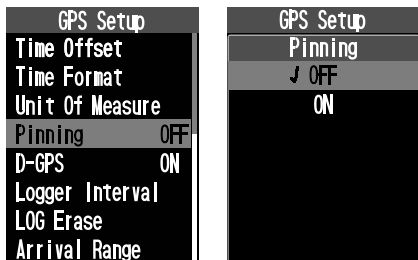 GPS Setup
Time Offset
Time Format
Unit Of Measure
Pinning OFF
D-GPS ON
Logger Interval
LOG Erase
Arrival Range
GPS Setup
Pinning
✓ OFF
ON